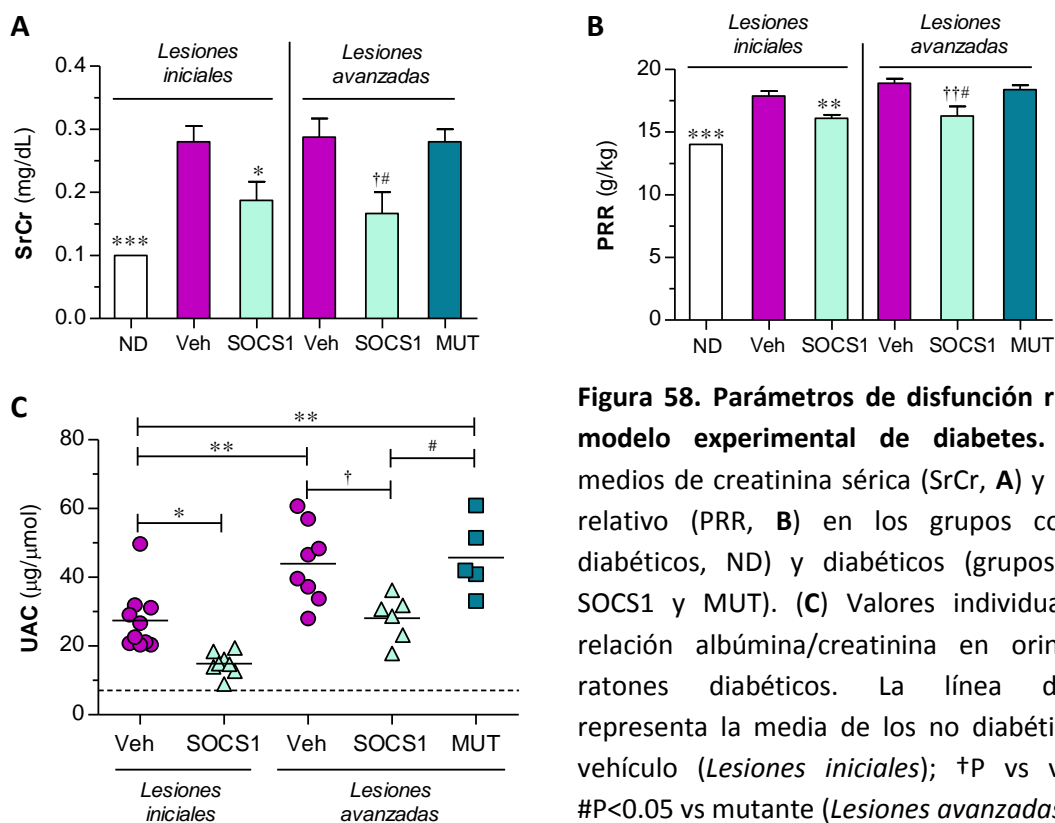 A
Lesiones iniciales
Lesiones avanzadas
SrCr (mg/dL)
0.4
0.3
0.2
0.1
0.0
***
*
†#
ND Veh SOCS1 Veh SOCS1 MUT
B
Lesiones iniciales
Lesiones avanzadas
PRR (g/kg)
20
15
10
5
0
***
**
††#
ND Veh SOCS1 Veh SOCS1 MUT
C
UAC (µg/µmol)
80
60
40
20
0
**
**
#
†
*
Veh SOCS1 Veh SOCS1 MUT
Lesiones iniciales
Lesiones avanzadas
Figura 58. Parámetros de disfunción
modelo experimental de diabetes.
medios de creatinina sérica (SrCr, A) y
relativo (PRR, B) en los grupos
diabéticos, ND) y diabéticos (grupos
SOCS1 y MUT). (C) Valores
relación albúmina/creatinina en
ratones diabéticos. La línea
representa la media de los no
vehículo (Lesiones iniciales); †P vs
#P<0.05 vs mutante (Lesiones avanzadas